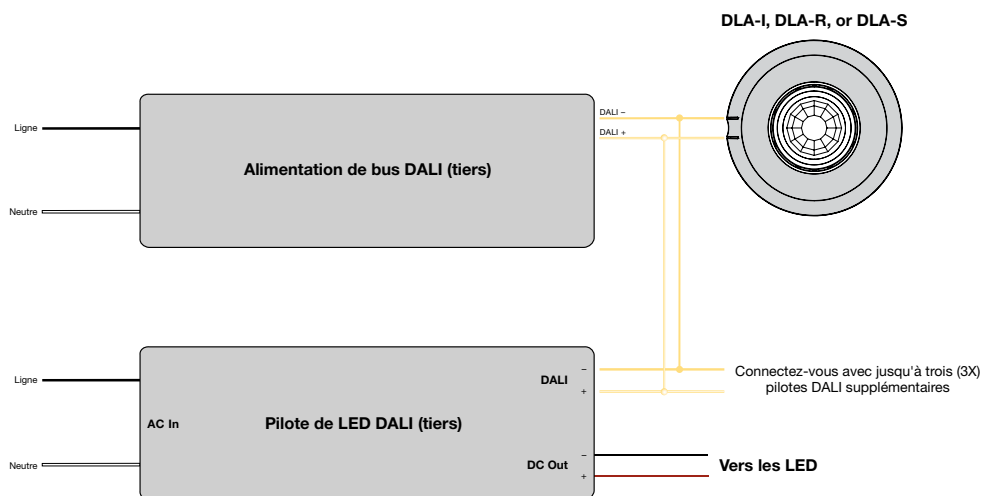 DLA-I, DLA-R, or DLA-S
DALI –
Ligne
DALI +
Alimentation de bus DALI (tiers)
Neutre
Ligne
DALI
–
+
Connectez-vous avec jusqu'à trois (3X)
pilotes DALI supplémentaires
AC In
Pilote de LED DALI (tiers)
Neutre
DC Out
–
+
Vers les LED